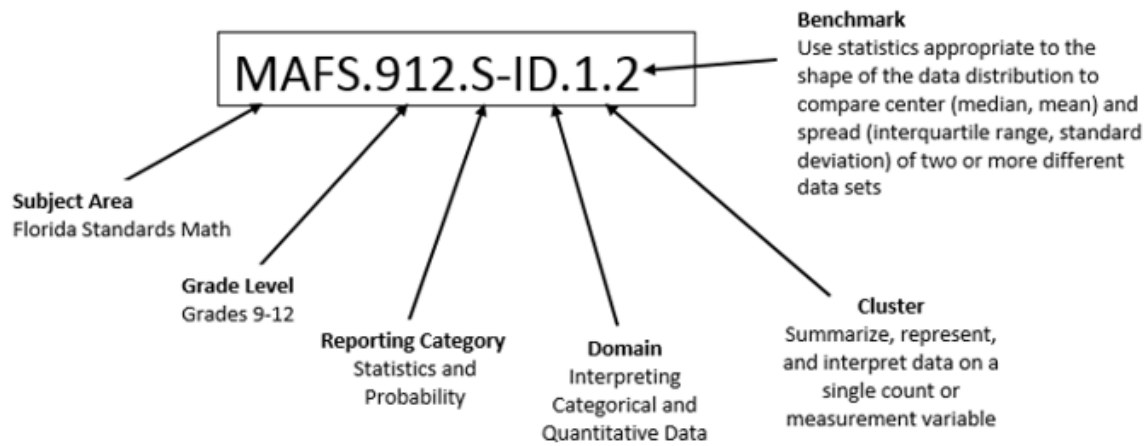 Benchmark
Use statistics appropriate to the
shape of the data distribution to
compare center (median, mean) and
spread (interquartile range, standard
deviation) of two or more different
data sets
MAFS.912.S-ID.1.2
Subject Area
Florida Standards Math
Grade Level
Grades 9-12
Reporting Category
Statistics and
Probability
Domain
Interpreting
Categorical and
Quantitative Data
Cluster
Summarize, represent,
and interpret data on a
single count or
measurement variable